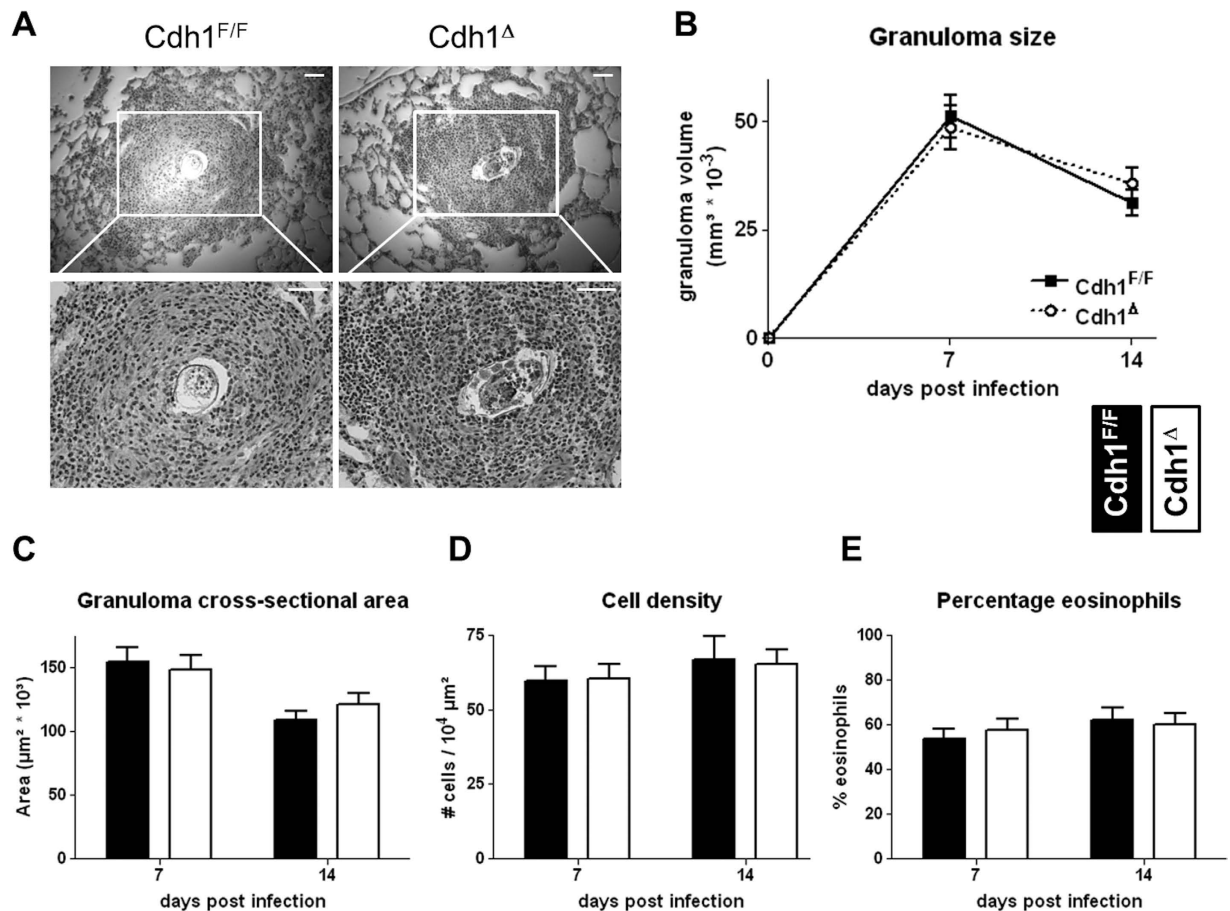 A
Cdh1F/F
Cdh1Δ
B
Granuloma size
granuloma volume
(mm³ * 10-3)
50
25
0
Cdh1F/F
Cdh1Δ
0
7
14
days post infection
Cdh1F/F
Cdh1Δ
C
Granuloma cross-sectional area
Area (µm² * 10³)
150
100
50
0
7
14
days post infection
D
Cell density
# cells / 104 µm²
75
50
25
0
7
14
days post infection
E
Percentage eosinophils
% eosinophils
100
80
60
40
20
0
7
14
days post infection